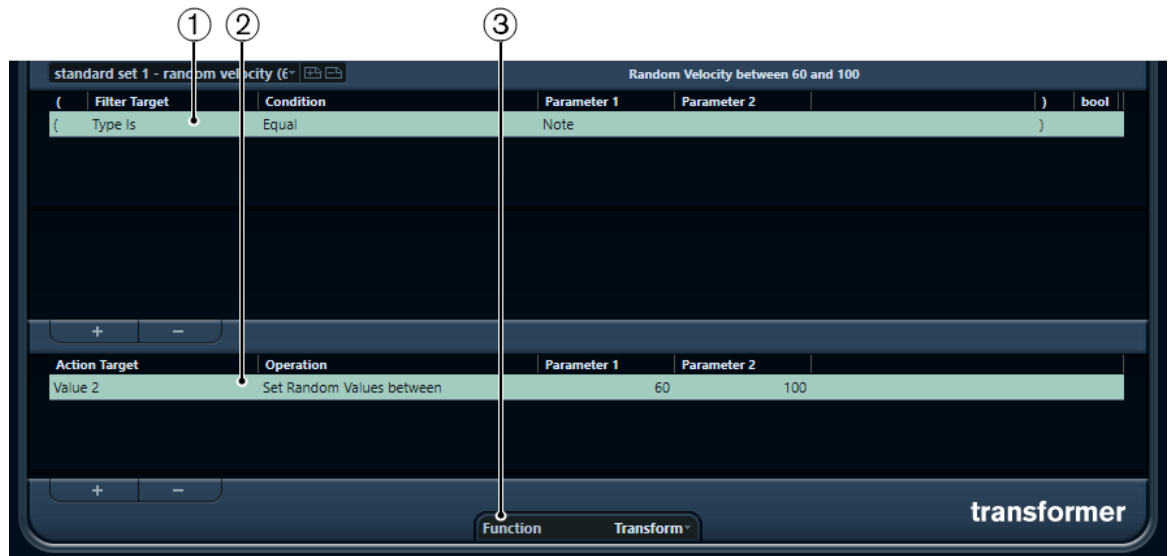 1 2 3
standard set 1 - random velocity (6 Random Velocity between 60 and 100
( Filter Target Condition Parameter 1 Parameter 2 ) bool
( Type Is Equal Note )
+ −
Action Target Operation Parameter 1 Parameter 2
Value 2 Set Random Values between 60 100
+ −
transformer
Function Transform